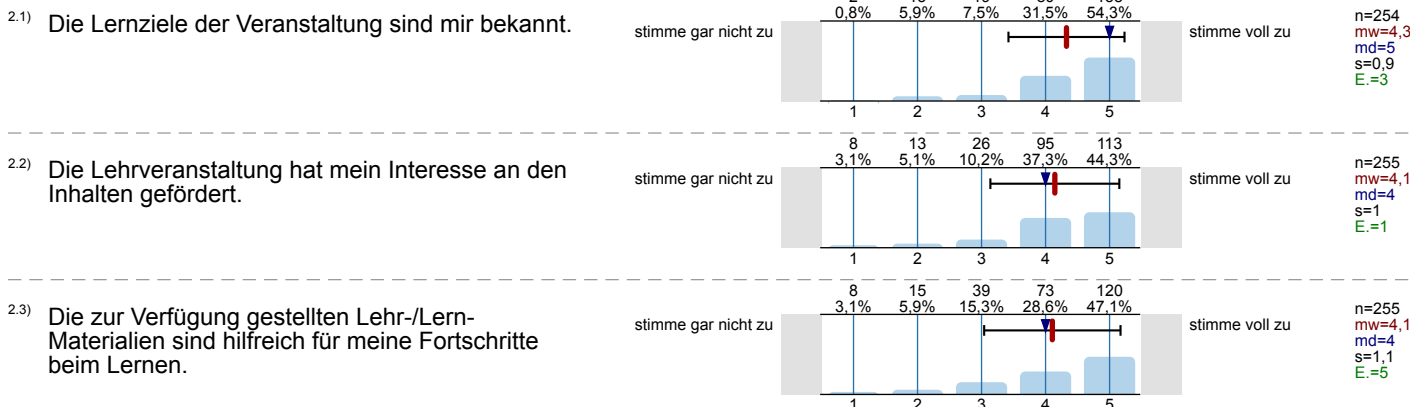 2.1) Die Lernziele der Veranstaltung sind mir bekannt.
stimme gar nicht zu
0,8% 5,9% 7,5% 31,5% 54,3%
1 2 3 4 5
stimme voll zu
n=254
mw=4,3
md=5
s=0,9
E.=3
2.2) Die Lehrveranstaltung hat mein Interesse an den
Inhalten gefördert.
stimme gar nicht zu
8 13 26 95 113
3,1% 5,1% 10,2% 37,3% 44,3%
stimme voll zu
n=255
mw=4,1
md=4
s=1
E.=1
2.3) Die zur Verfügung gestellten Lehr-/Lern-
Materialien sind hilfreich für meine Fortschritte
beim Lernen.
stimme gar nicht zu
8 15 39 73 120
3,1% 5,9% 15,3% 28,6% 47,1%
1 2 3 4 5
stimme voll zu
n=255
mw=4,1
md=4
s=1,1
E.=5